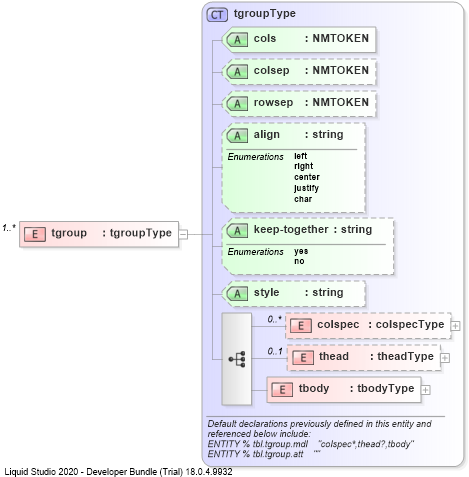 CT tgroupType
A cols : NMTOKEN
A colsep : NMTOKEN
A rowsep : NMTOKEN
A align : string
Enumerations left
right
center
justify
char
1..* E tgroup : tgroupType
A keep-together : string
Enumerations yes
no
A style : string
0..* E colspec : colspecType
0..1 E thead : theadType
E tbody : tbodyType
Default declarations previously defined in this entity and
referenced below include:
ENTITY % tbl.tgroup.mdl "colspec*,thead?,tbody"
ENTITY % tbl.tgroup.att ""
Liquid Studio 2020 - Developer Bundle (Trial) 18.0.4.9932